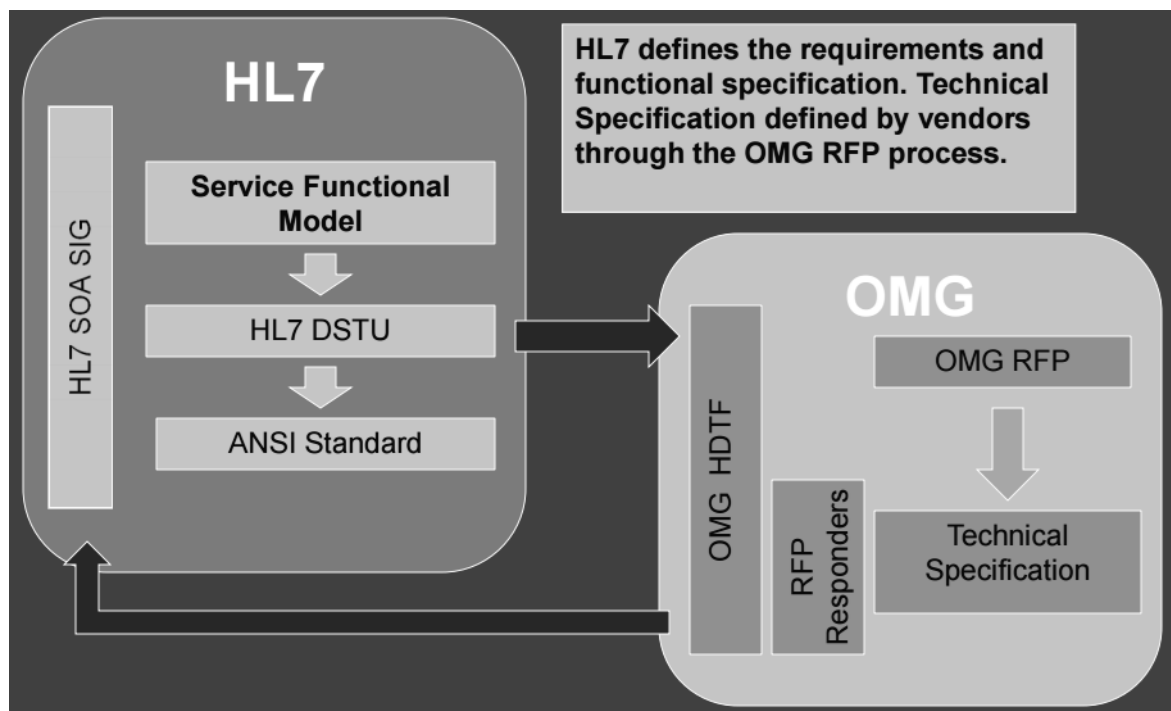 HL7
HL7 SOA SIG
Service Functional
Model
HL7 DSTU
ANSI Standard
HL7 defines the requirements and
functional specification. Technical
Specification defined by vendors
through the OMG RFP process.
OMG
OMG HDTF
RFP
Responders
OMG RFP
Technical
Specification